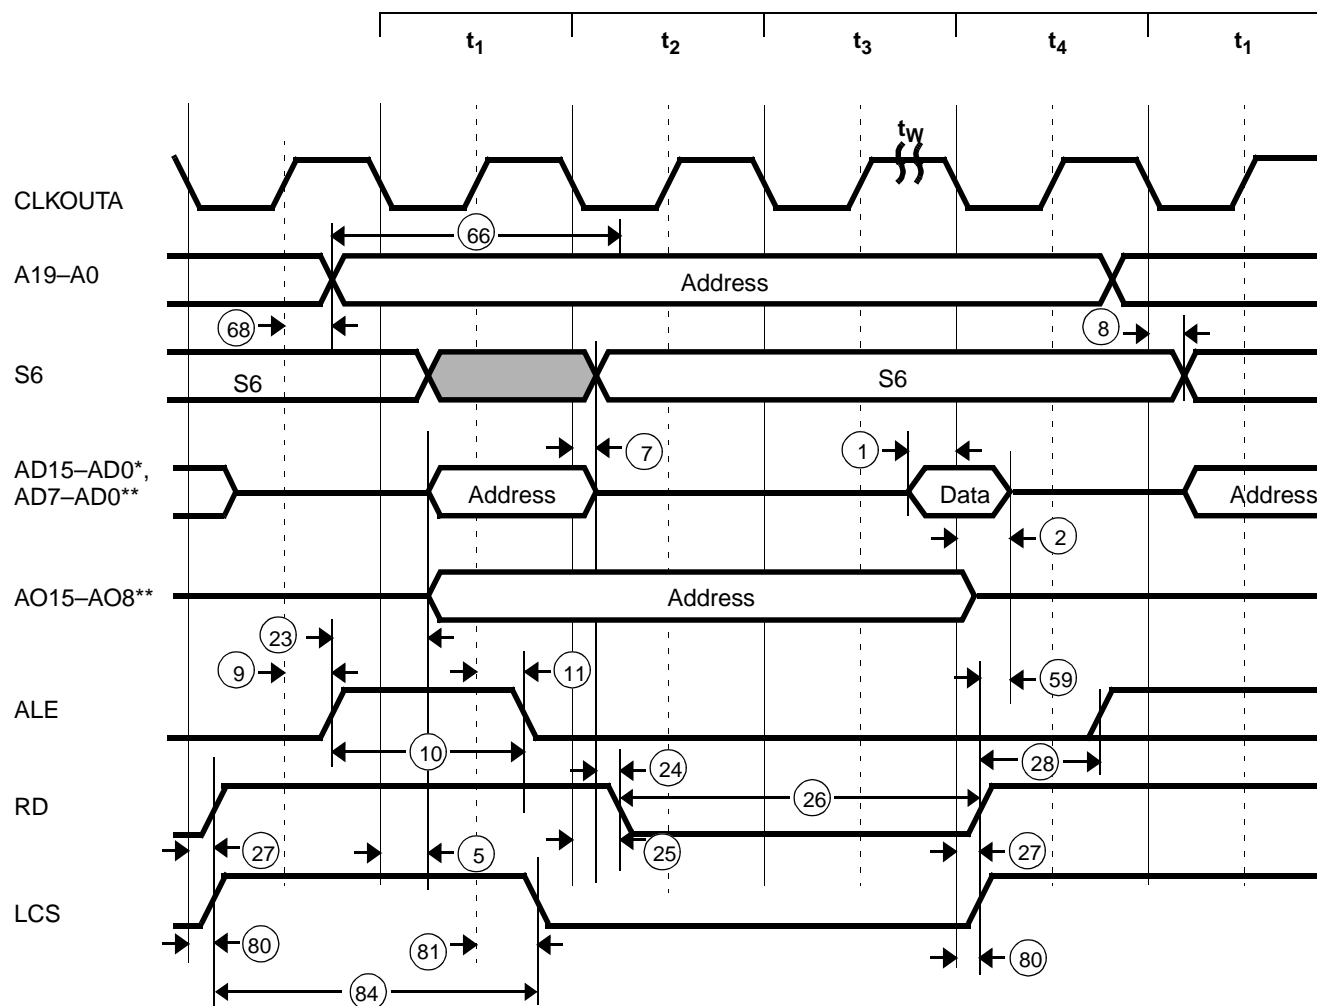 t1 t2 t3 t4 t1
tW
CLKOUTA
66
A19–A0 Address
68 8
S6 S6 S6
7 1
AD15–AD0*,
AD7–AD0** Address Data Address
2
AO15–AO8** Address
23
9 11 59
ALE
10 24 28
RD 26
27 5 25 27
LCS
80 81 80
84